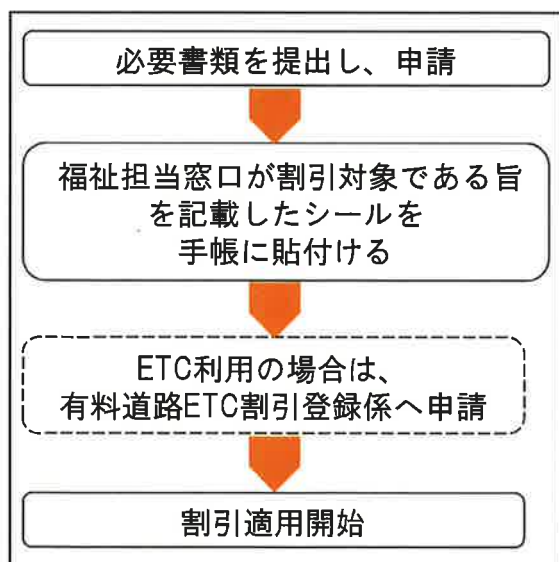 必要書類を提出し、申請
福祉担当窓口が割引対象である旨
を記載したシールを
手帳に貼付ける
ETC利用の場合は、
有料道路ETC割引登録係へ申請
割引適用開始